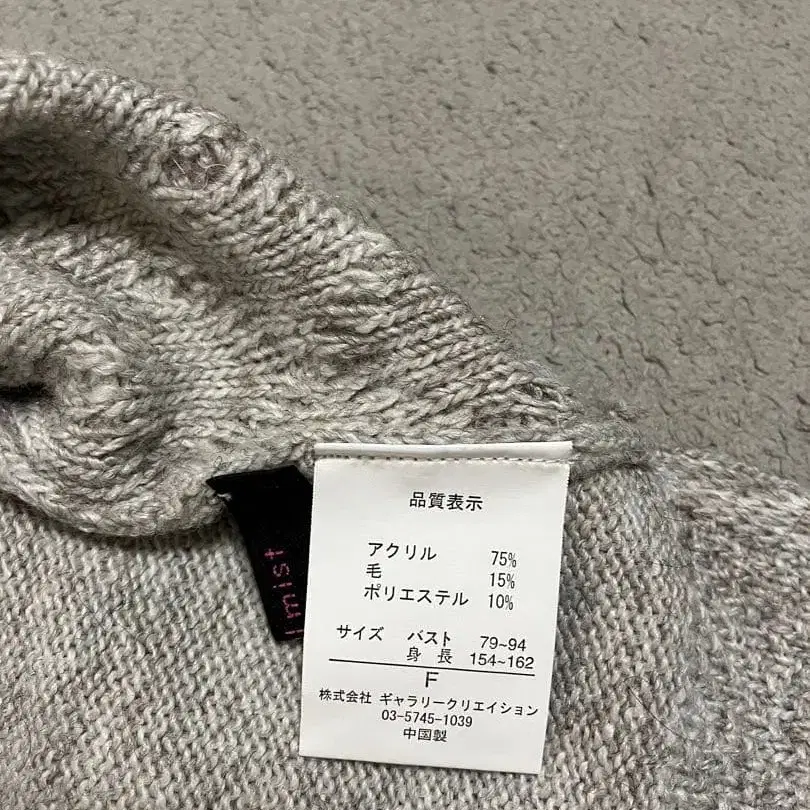 品質表示
アクリル 75%
毛 15%
ポリエステル 10%
サイズ バスト 79~94
身長 154~162
F
株式会社 ギャラリークリエイション
03-5745-1039
中国製
mist